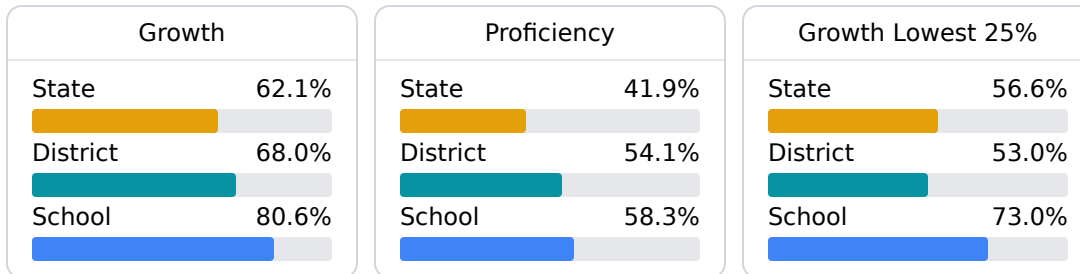 Growth
State 62.1%
District 68.0%
School 80.6%
Proficiency
State 41.9%
District 54.1%
School 58.3%
Growth Lowest 25%
State 56.6%
District 53.0%
School 73.0%